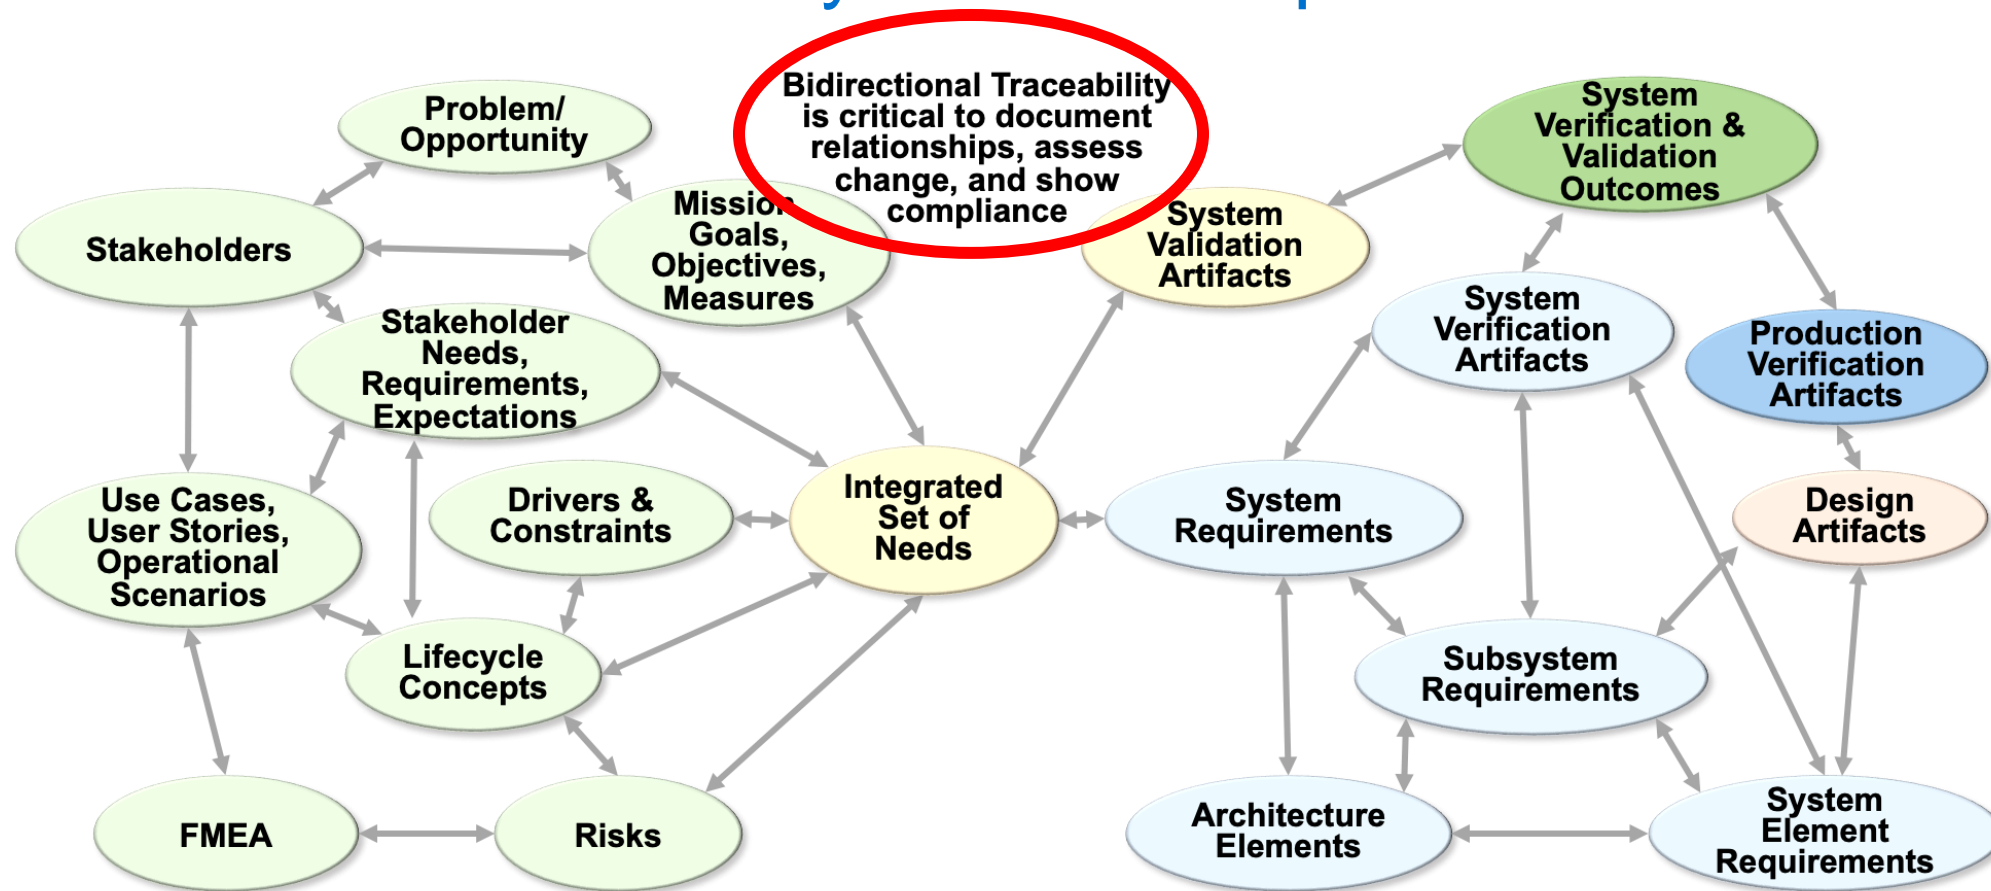 Bidirectional Traceability
is critical to document
relationships, assess
change, and show
compliance
Problem/
Opportunity
Stakeholders
Mission
Goals,
Objectives,
Measures
Stakeholder
Needs,
Requirements,
Expectations
Use Cases,
User Stories,
Operational
Scenarios
Drivers &
Constraints
Lifecycle
Concepts
FMEA
Risks
Integrated
Set of
Needs
System
Validation
Artifacts
System
Verification &
Validation
Outcomes
System
Verification
Artifacts
Production
Verification
Artifacts
System
Requirements
Design
Artifacts
Subsystem
Requirements
Architecture
Elements
System
Element
Requirements